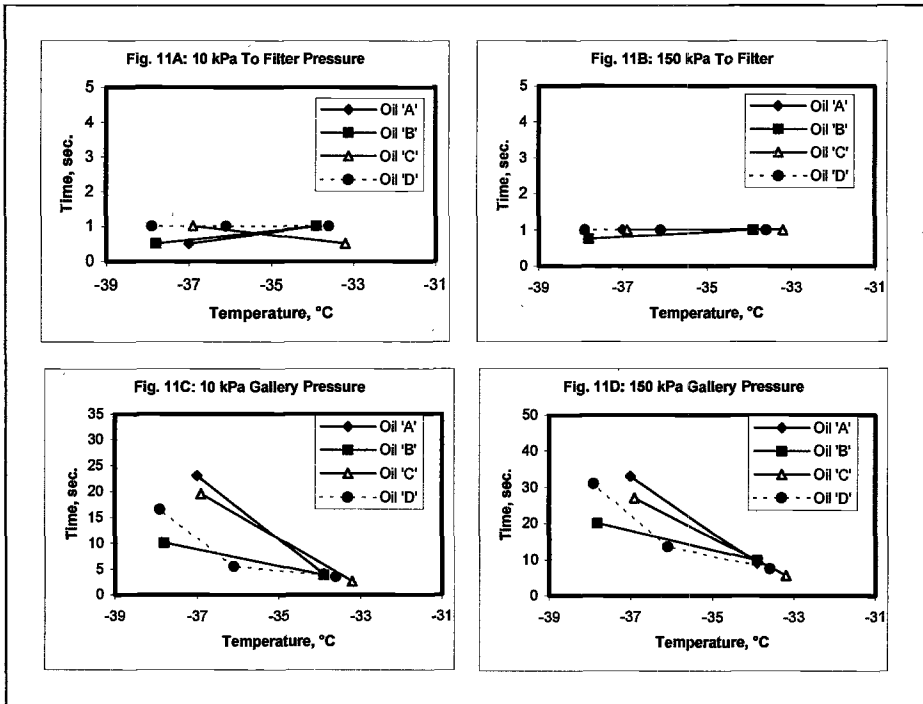 Fig. 11A: 10 kPa To Filter Pressure
5
4
3
2
1
0
Time, sec.
Oil 'A'
Oil 'B'
Oil 'C'
Oil 'D'
-39 -37 -35 -33 -31
Temperature, °C
Fig. 11B: 150 kPa To Filter
5
4
3
2
1
0
Time, sec.
Oil 'A'
Oil 'B'
Oil 'C'
Oil 'D'
-39 -37 -35 -33 -31
Temperature, °C
Fig. 11C: 10 kPa Gallery Pressure
35
30
25
20
15
10
5
0
Time, sec.
Oil 'A'
Oil 'B'
Oil 'C'
Oil 'D'
-39 -37 -35 -33 -31
Temperature, °C
Fig. 11D: 150 kPa Gallery Pressure
50
40
30
20
10
0
Time, sec.
Oil 'A'
Oil 'B'
Oil 'C'
Oil 'D'
-39 -37 -35 -33 -31
Temperature, °C